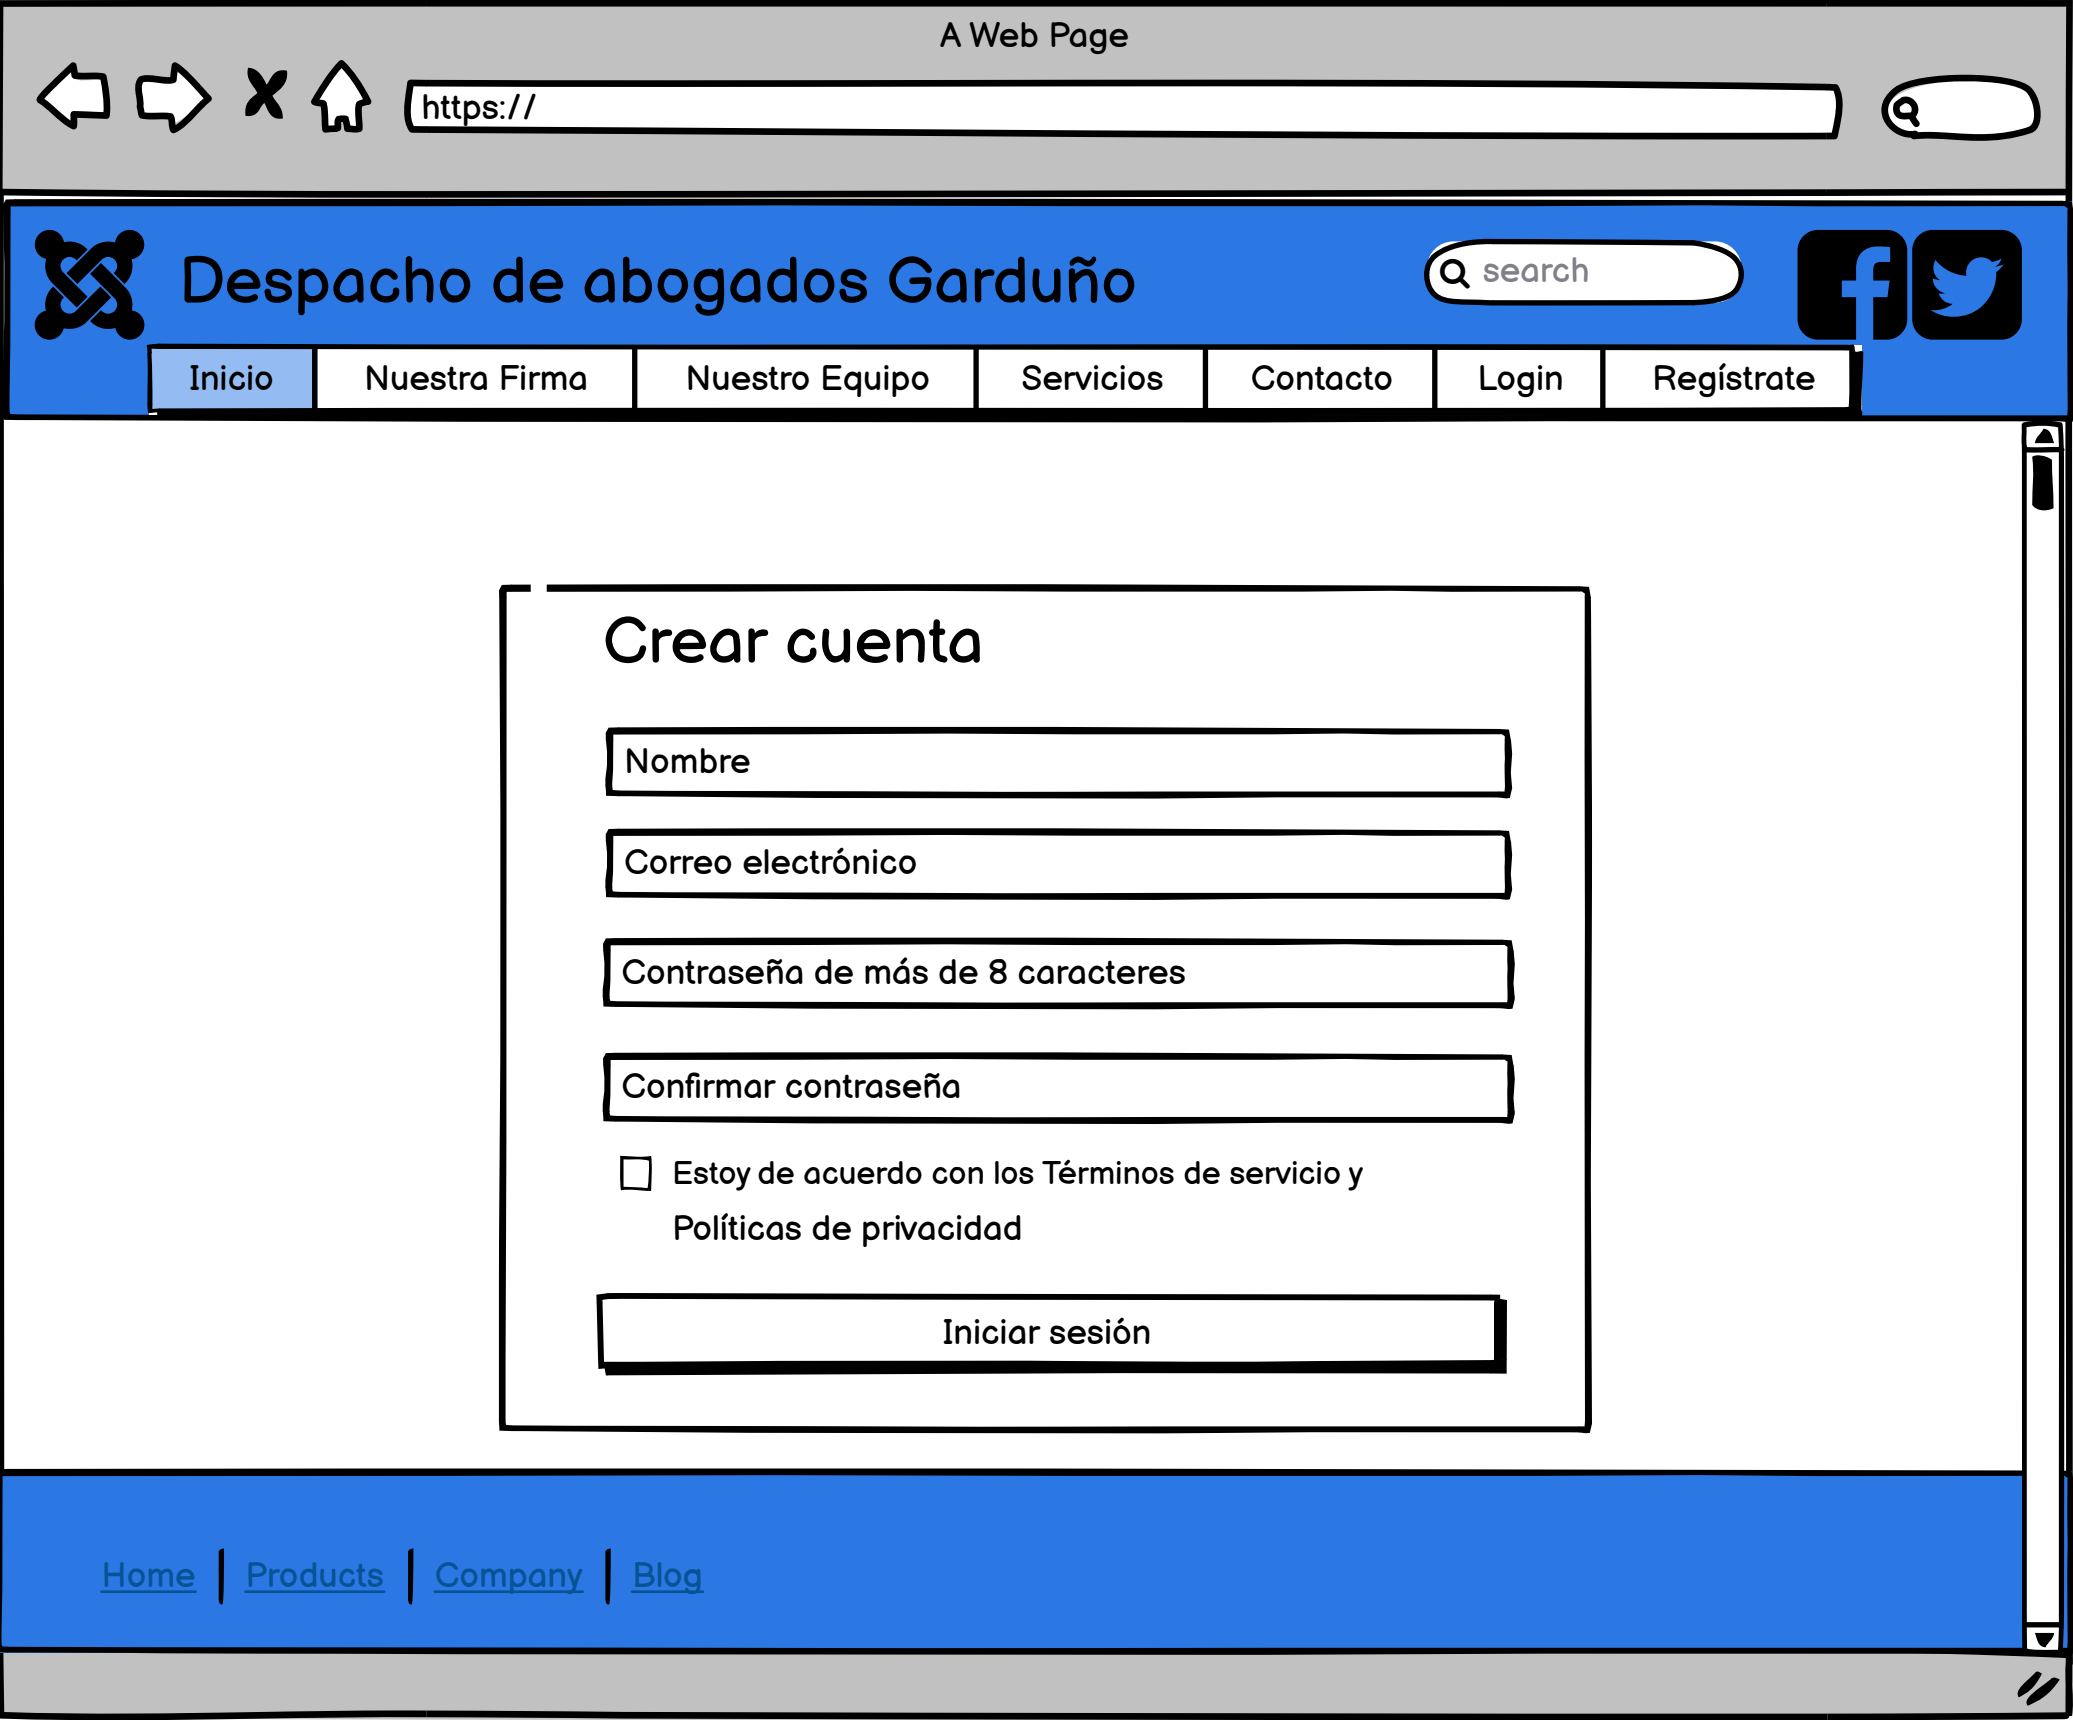 A Web Page
https://
Despacho de abogados Garduño
search
Inicio Nuestra Firma Nuestro Equipo Servicios Contacto Login Regístrate
Crear cuenta
Nombre
Correo electrónico
Contraseña de más de 8 caracteres
Confirmar contraseña
Estoy de acuerdo con los Términos de servicio y
Políticas de privacidad
Iniciar sesión
Home Products Company Blog